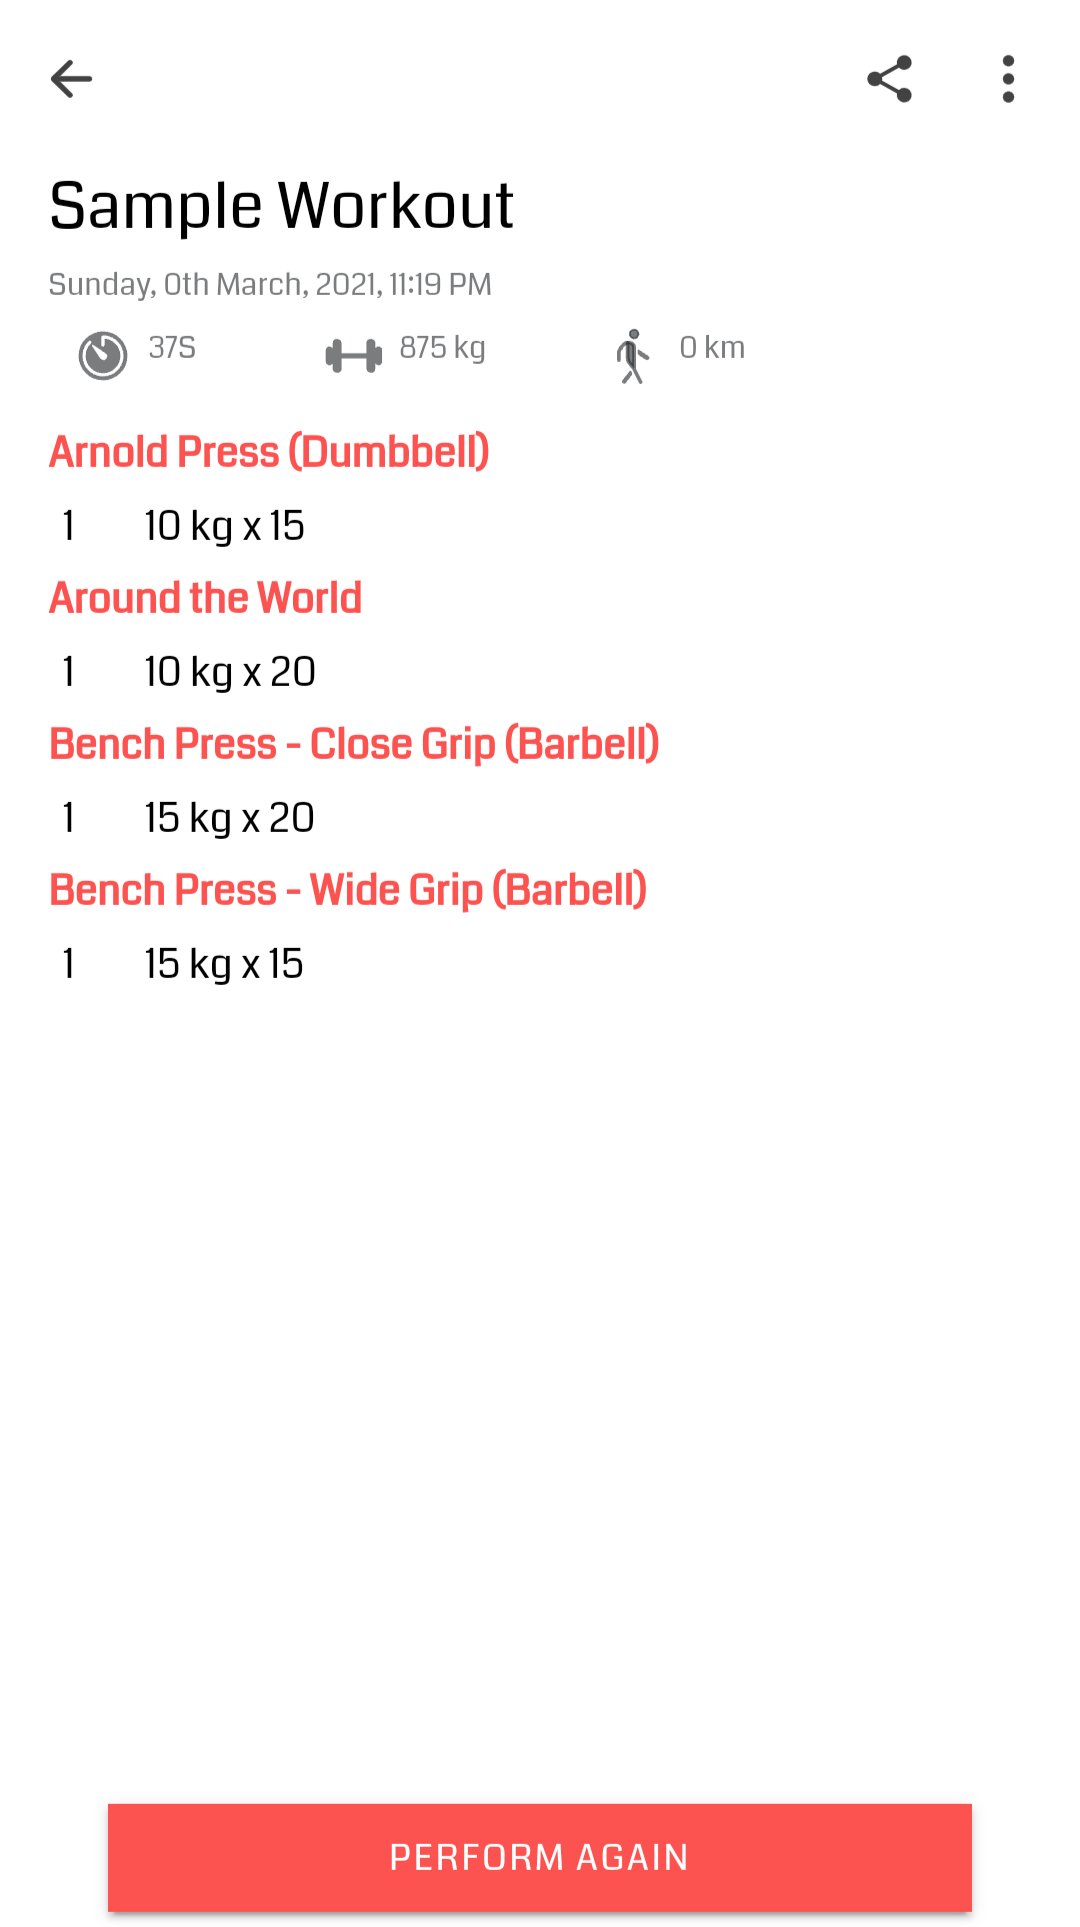 Sample Workout
Sunday, 0th March, 2021, 11:19 PM
37S 875 kg 0 km
Arnold Press (Dumbbell)
1 10 kg x 15
Around the World
1 10 kg x 20
Bench Press - Close Grip (Barbell)
1 15 kg x 20
Bench Press - Wide Grip (Barbell)
1 15 kg x 15
PERFORM AGAIN